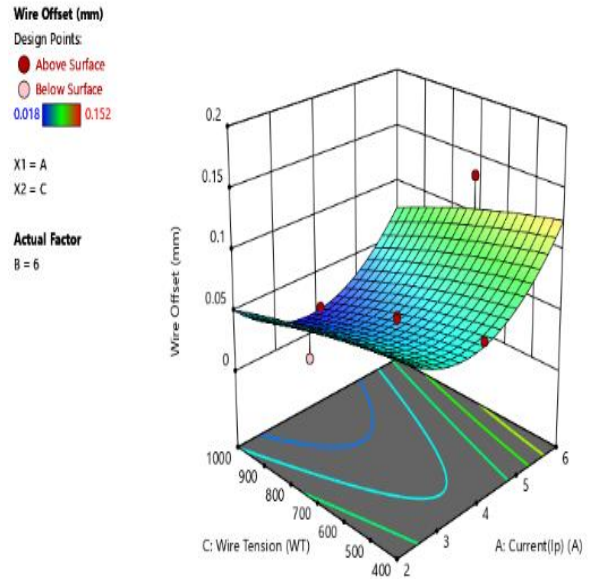 Wire Offset (mm)
Design Points:
Above Surface
Below Surface
0.018 0.152
X1 = A
X2 = C
Actual Factor
B = 6
Wire Offset (mm)
0.2
0.15
0.1
0.05
0
1000
900
800
700
600
500
400
C: Wire Tension (WT)
2
3
4
5
6
A: Current(Ip) (A)